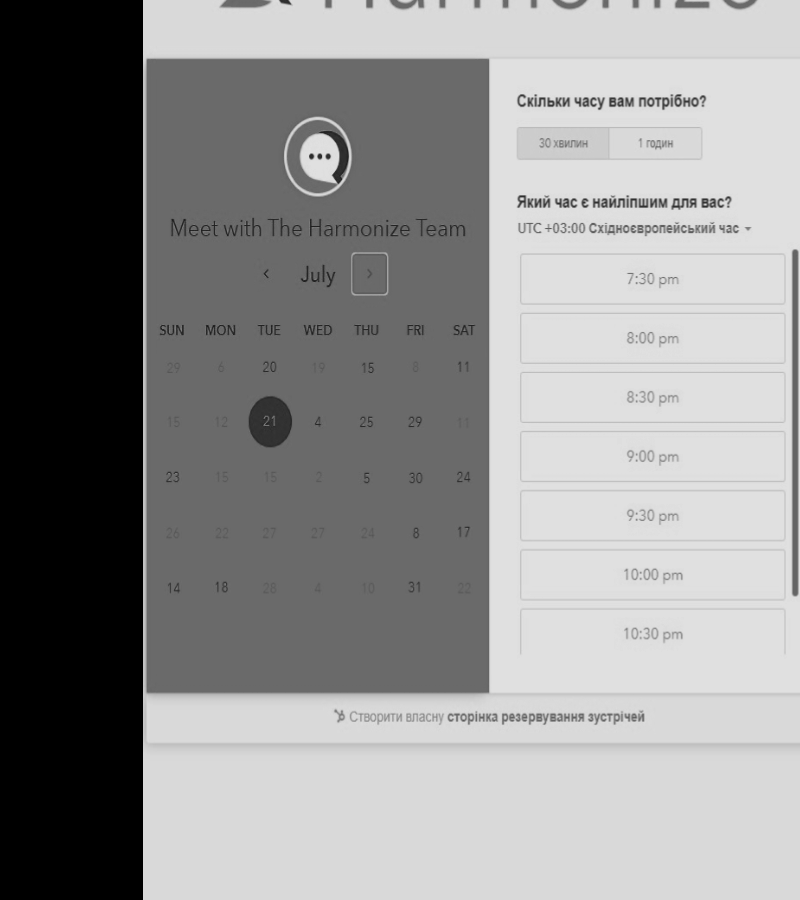 Harmonize
Meet with The Harmonize Team
July
SUN MON TUE WED THU FRI SAT
29 6 20 19 15 8 11
15 12 21 4 25 29 11
23 15 15 2 5 30 24
26 22 27 27 24 8 17
14 18 28 4 10 31 22
Скільки часу вам потрібно?
30 хвилин 1 годин
Який час є найліпшим для вас?
UTC +03:00 Східноєвропейський час
7:30 pm
8:00 pm
8:30 pm
9:00 pm
9:30 pm
10:00 pm
10:30 pm
Створити власну сторінка резервування зустрічей